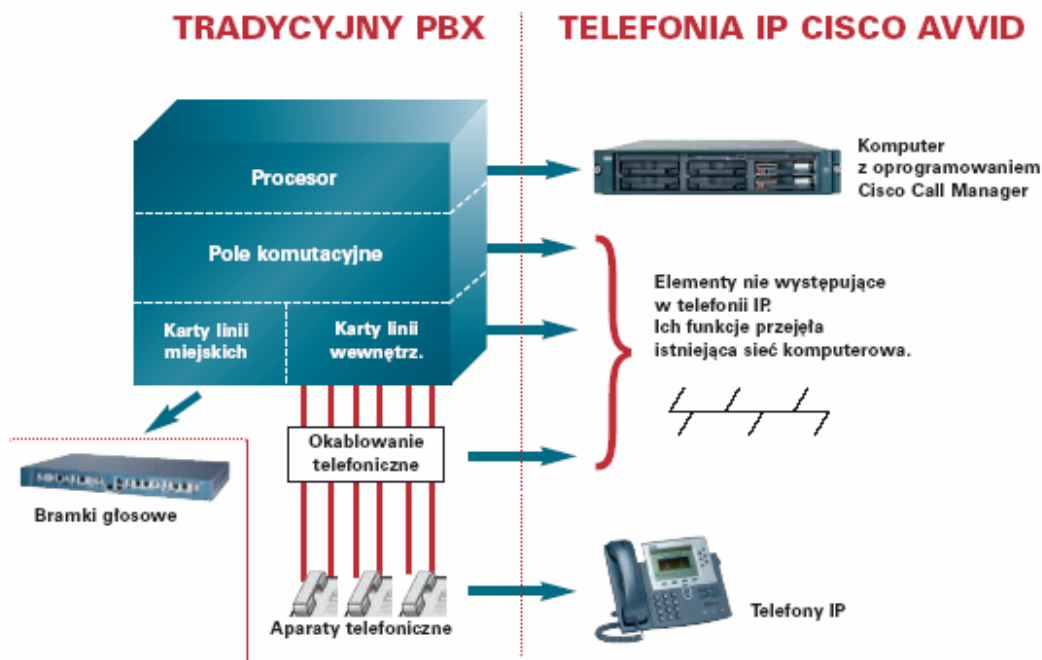 TRADYCYJNY PBX
TELEFONIA IP CISCO AVVID
Procesor
Pole komutacyjne
Karty linii
miejskich
Karty linii
wewnętrz.
Okablowanie
telefoniczne
Bramki głosowe
Aparaty telefoniczne
Komputer
z oprogramowaniem
Cisco Call Manager
Elementy nie występujące
w telefonii IP.
Ich funkcje przejęła
istniejąca sieć komputerowa.
Telefony IP